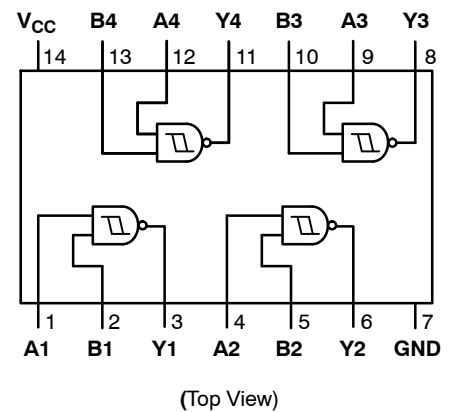 VCC B4 A4 Y4 B3 A3 Y3
14 13 12 11 10 9 8
1 2 3 4 5 6 7
A1 B1 Y1 A2 B2 Y2 GND
(Top View)